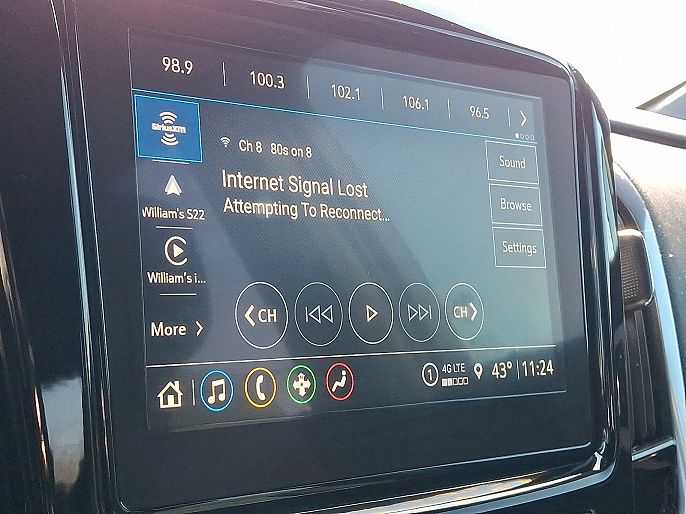 98.9 100.3 102.1 106.1 96.5
SiriusXM
Ch 8 80s on 8
Internet Signal Lost
Attempting To Reconnect...
Sound
Browse
Settings
William's S22
William's i...
More
CH
CH
1 4G LTE 43° 11:24